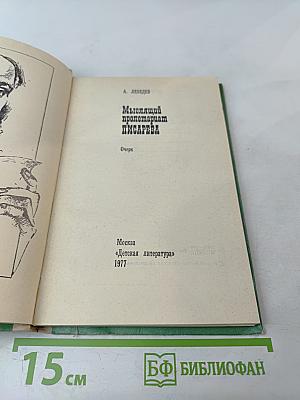 А. ЛЕБЕДЕВ
Мыслящий
пролетариат
ПИСАРЕВА
Очерк
Москва
«Детская литература»
1977
15 см
БФ БИБЛИОФАН